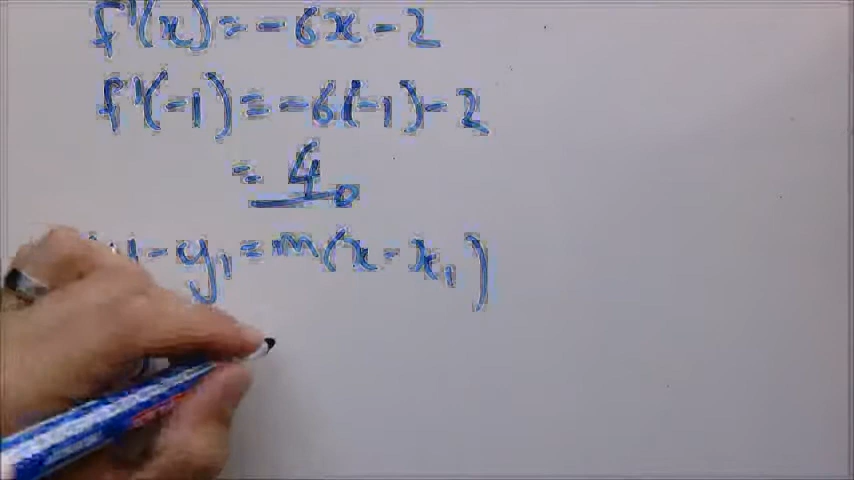 f'(x) = -6x - 2
f'(-1) = -6(-1) - 2
= 4
y - y₁ = m(x - x₁)